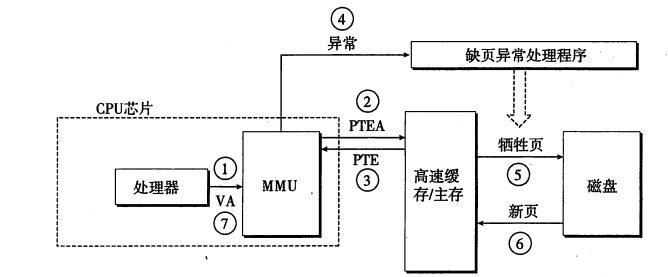 ④
异常
缺页异常处理程序
CPU芯片
②
PTEA
处理器
①
VA
⑦
MMU
PTE
③
高速缓
存/主存
牺牲页
⑤
新页
⑥
磁盘